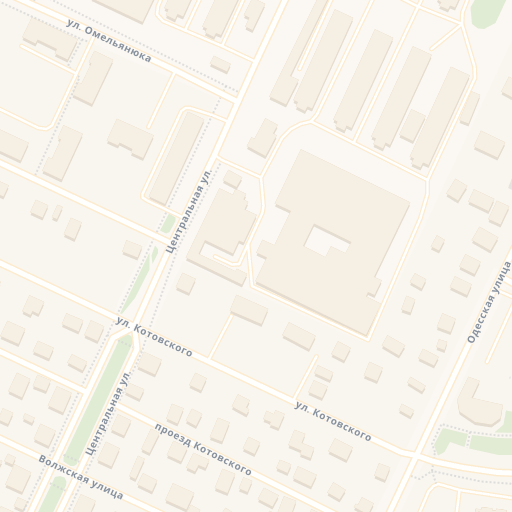 ул. Омельянюка
Центральная ул.
Одесская улица
ул. Котовского
Центральная ул.
ул. Котовского
проезд Котовского
Волжская улица